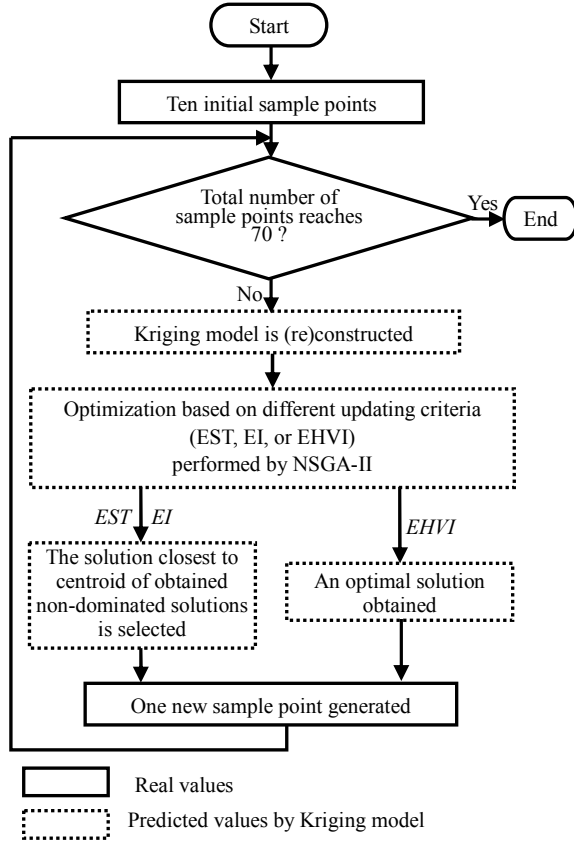 Start
Ten initial sample points
Total number of
sample points reaches
70 ?
Yes
End
No
Kriging model is (re)constructed
Optimization based on different updating criteria
(EST, EI, or EHVI)
performed by NSGA-II
EST EI
EHVI
The solution closest to
centroid of obtained
non-dominated solutions
is selected
An optimal solution
obtained
One new sample point generated
Real values
Predicted values by Kriging model